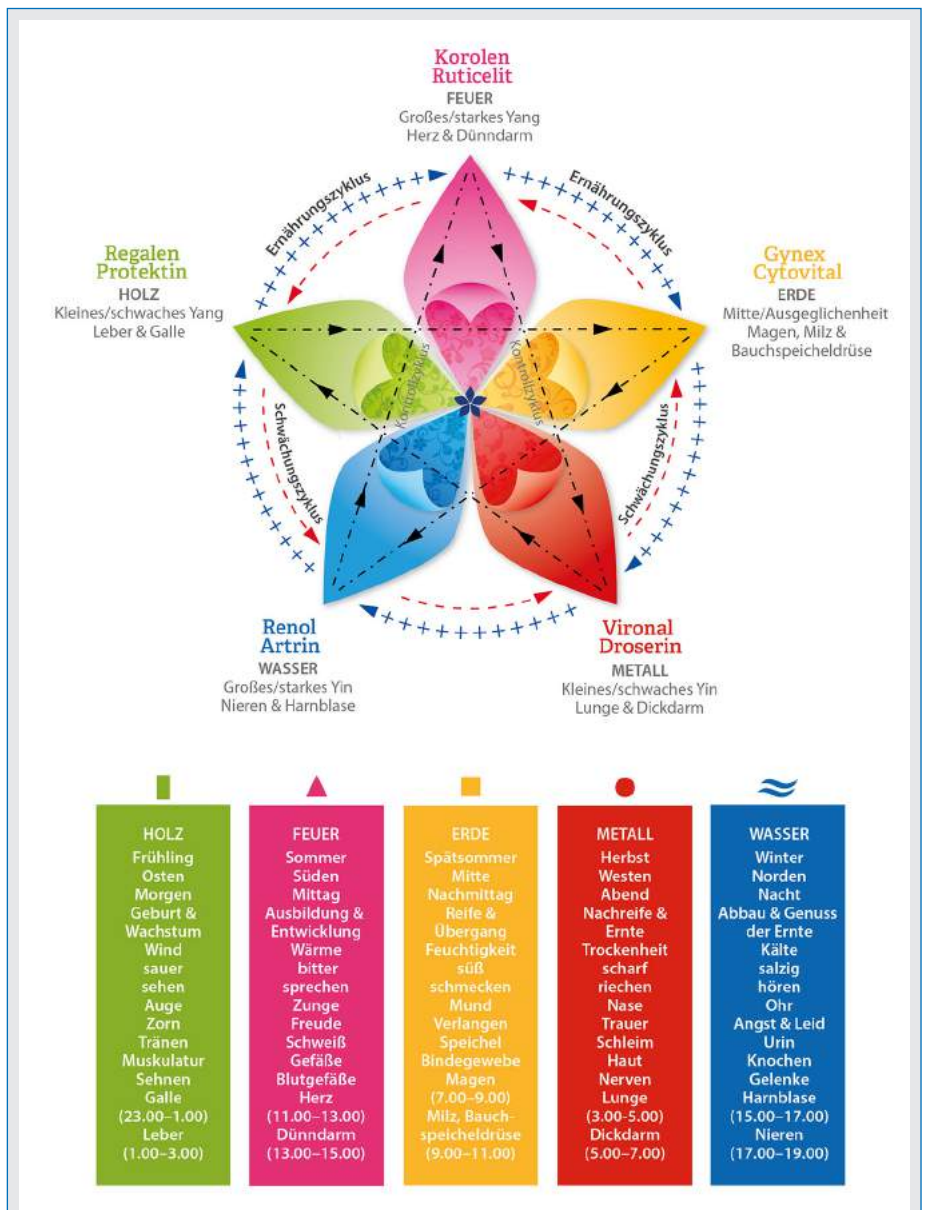 Korolen
Ruticelit
FEUER
Großes/starkes Yang
Herz & Dünndarm
Ernährungszyklus
Ernährungszyklus
Regalen
Protektin
HOLZ
Kleines/schwaches Yang
Leber & Galle
Gynex
Cytovital
ERDE
Mitte/Ausgeglichenheit
Magen, Milz &
Bauchspeicheldrüse
Kontrollzyklus
Kontrollzyklus
Schwächungszyklus
Schwächungszyklus
Renol
Artrin
WASSER
Großes/starkes Yin
Nieren & Harnblase
Vironal
Droserin
METALL
Kleines/schwaches Yin
Lunge & Dickdarm
HOLZ
Frühling
Osten
Morgen
Geburt &
Wachstum
Wind
sauer
sehen
Auge
Zorn
Tränen
Muskulatur
Sehnen
Galle
(23.00–1.00)
Leber
(1.00–3.00)
FEUER
Sommer
Süden
Mittag
Ausbildung &
Entwicklung
Wärme
bitter
sprechen
Zunge
Freude
Schweiß
Gefäße
Blutgefäße
Herz
(11.00–13.00)
Dünndarm
(13.00–15.00)
ERDE
Spätsommer
Mitte
Nachmittag
Reife &
Übergang
Feuchtigkeit
süß
schmecken
Mund
Verlangen
Speichel
Bindegewebe
Magen
(7.00–9.00)
Milz, Bauch-
speicheldrüse
(9.00–11.00)
METALL
Herbst
Westen
Abend
Nachreife &
Ernte
Trockenheit
scharf
riechen
Nase
Trauer
Schleim
Haut
Nerven
Lunge
(3.00-5.00)
Dickdarm
(5.00–7.00)
WASSER
Winter
Norden
Nacht
Abbau & Genuss
der Ernte
Kälte
salzig
hören
Ohr
Angst & Leid
Urin
Knochen
Gelenke
Harnblase
(15.00–17.00)
Nieren
(17.00–19.00)